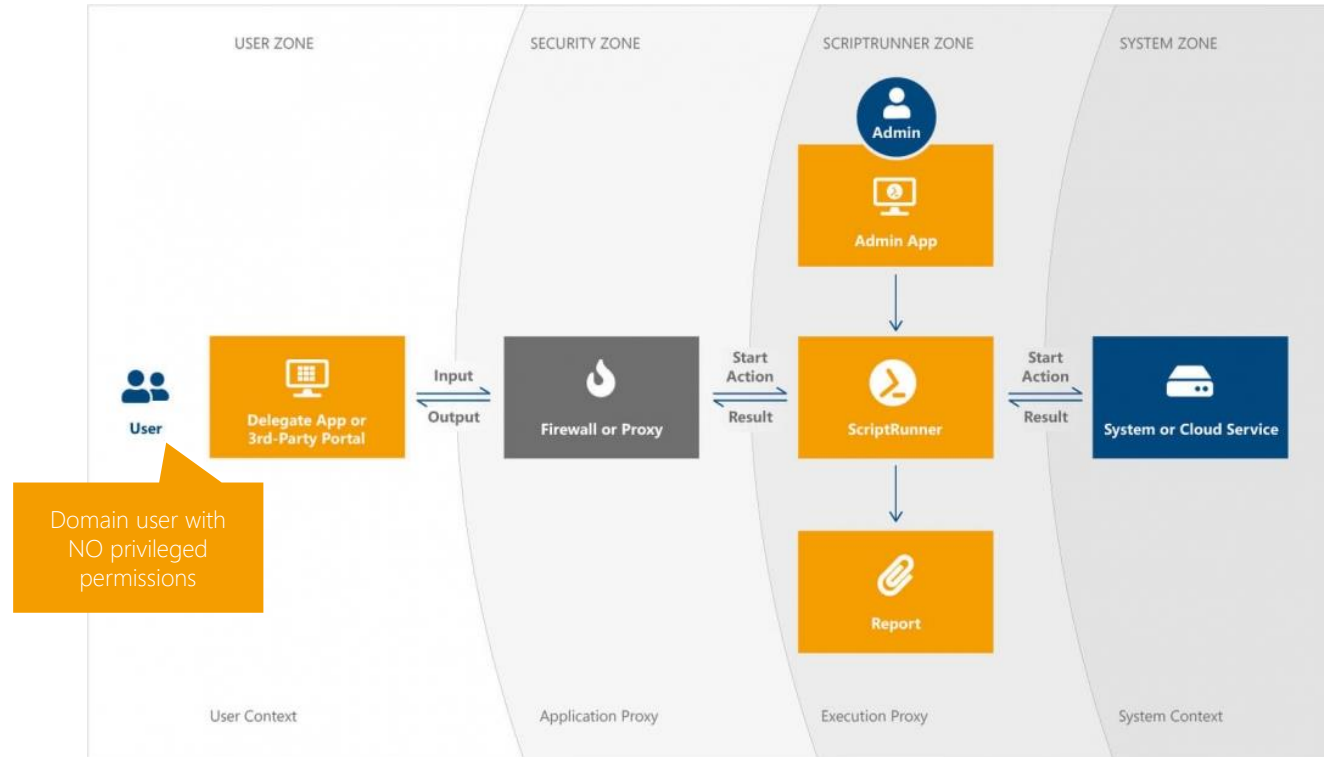 USER ZONE
SECURITY ZONE
SCRIPTRUNNER ZONE
SYSTEM ZONE
Admin
Admin App
User
Delegate App or
3rd-Party Portal
Input
Output
Firewall or Proxy
Start
Action
Result
ScriptRunner
Start
Action
Result
System or Cloud Service
Domain user with
NO privileged
permissions
Report
User Context
Application Proxy
Execution Proxy
System Context